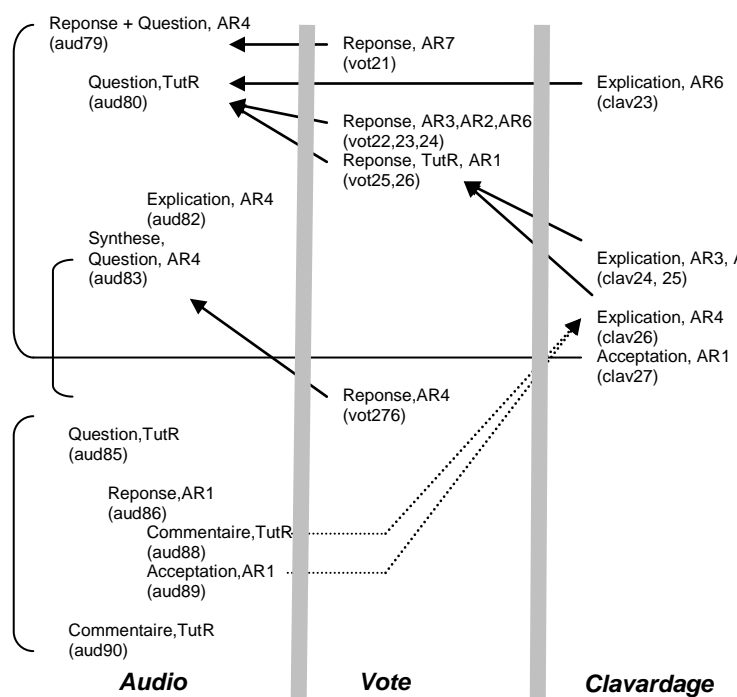 Reponse + Question, AR4
(aud79)
Reponse, AR7
(vot21)
Question,TutR
(aud80)
Explication, AR6
(clav23)
Reponse, AR3,AR2,AR6
(vot22,23,24)
Reponse, TutR, AR1
(vot25,26)
Explication, AR4
(aud82)
Synthese,
Question, AR4
(aud83)
Explication, AR3,
(clav24, 25)
Explication, AR4
(clav26)
Acceptation, AR1
(clav27)
Reponse,AR4
(vot276)
Question,TutR
(aud85)
Reponse,AR1
(aud86)
Commentaire,TutR
(aud88)
Acceptation,AR1
(aud89)
Commentaire,TutR
(aud90)
Audio
Vote
Clavardage